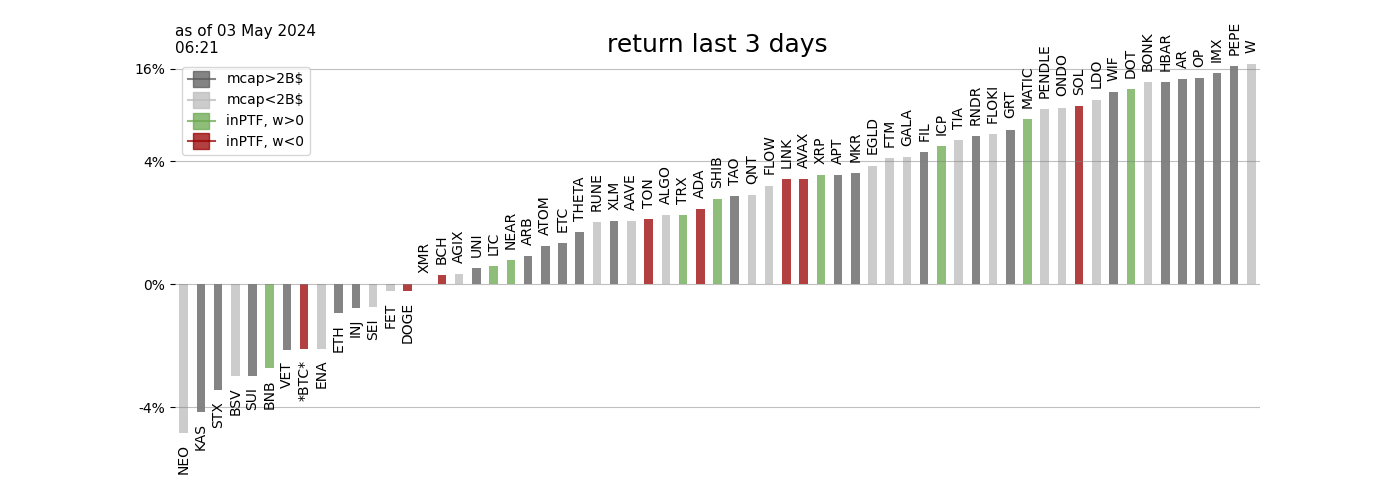 as of 03 May 2024
06:21
return last 3 days
mcap>2B$
mcap<2B$
inPTF, w>0
inPTF, w<0
16%
4%
0%
-4%
NEO
KAS
STX
BSV
SUI
BNB
VET
*BTC*
ENA
ETH
INJ
SEI
FET
DOGE
XMR
BCH
AGIX
UNI
LTC
NEAR
ARB
ATOM
ETC
THETA
RUNE
XLM
AAVE
TON
ALGO
TRX
ADA
SHIB
TAO
QNT
FLOW
LINK
AVAX
XRP
APT
MKR
EGLD
FTM
GALA
FIL
ICP
TIA
RNDR
FLOKI
GRT
MATIC
PENDLE
ONDO
SOL
LDO
WIF
DOT
BONK
HBAR
AR
OP
IMX
PEPE
W